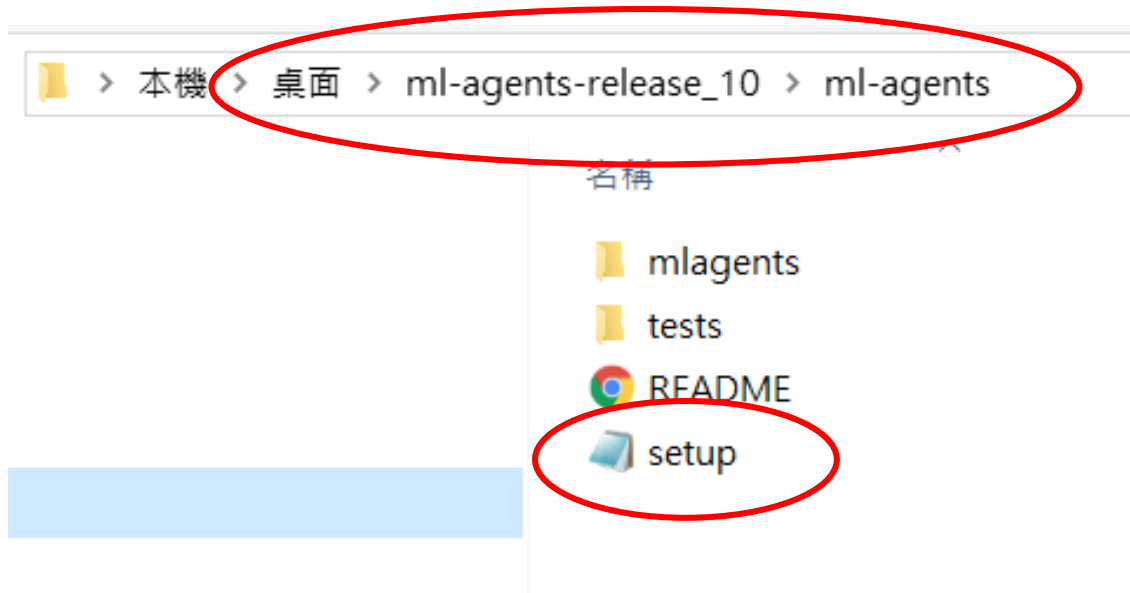 本機 > 桌面 > ml-agents-release_10 > ml-agents
名稱
mlagents
tests
README
setup